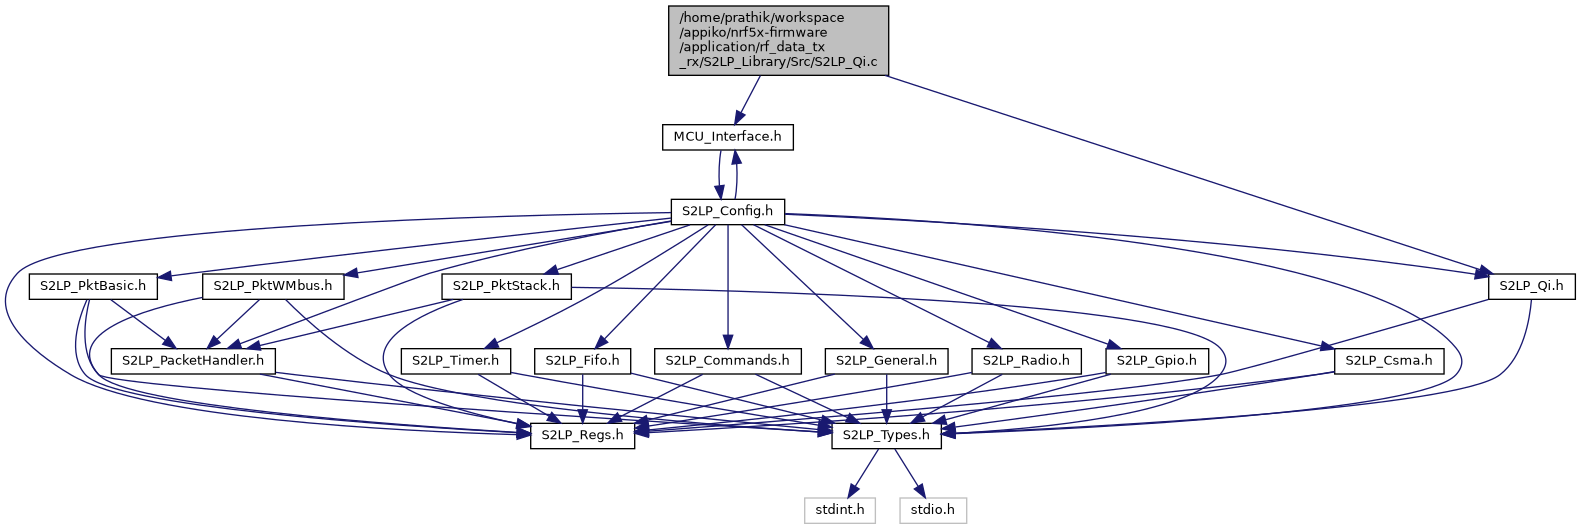 /home/prathik/workspace
/appiko/nrf5x-firmware
/application/rf_data_tx
_rx/S2LP_Library/Src/S2LP_Qi.c
MCU_Interface.h
S2LP_Config.h
S2LP_PktBasic.h
S2LP_PktWMbus.h
S2LP_PktStack.h
S2LP_Qi.h
S2LP_PacketHandler.h
S2LP_Timer.h
S2LP_Fifo.h
S2LP_Commands.h
S2LP_General.h
S2LP_Radio.h
S2LP_Gpio.h
S2LP_Csma.h
S2LP_Regs.h
S2LP_Types.h
stdint.h
stdio.h